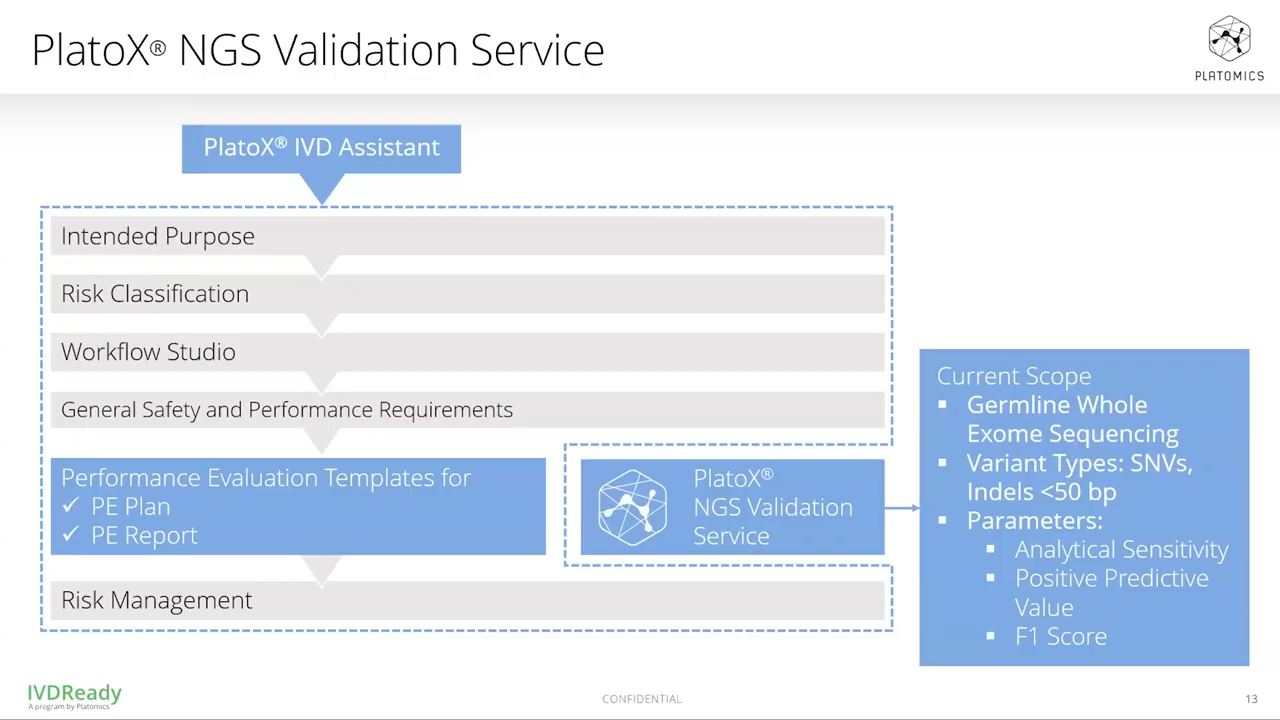 PlatoX® NGS Validation Service
PLATOMICS
PlatoX® IVD Assistant
Intended Purpose
Risk Classification
Workflow Studio
General Safety and Performance Requirements
Performance Evaluation Templates for
✓ PE Plan
✓ PE Report
PlatoX®
NGS Validation
Service
Risk Management
Current Scope
▪ Germline Whole
Exome Sequencing
▪ Variant Types: SNVs,
Indels <50 bp
▪ Parameters:
▪ Analytical Sensitivity
▪ Positive Predictive
Value
▪ F1 Score
IVDReady
A program by Platomics
CONFIDENTIAL
13